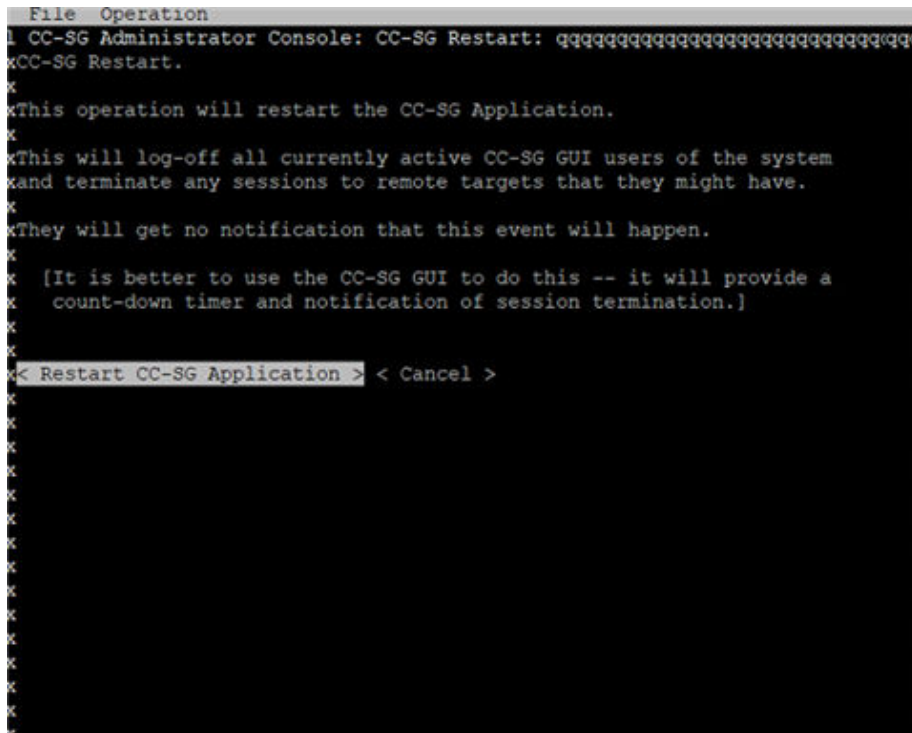 File Operation
l CC-SG Administrator Console: CC-SG Restart: qqqqqqqqqqqqqqqqqqqqqqqqqqqqqq
xCC-SG Restart.
x
xThis operation will restart the CC-SG Application.
x
xThis will log-off all currently active CC-SG GUI users of the system
xand terminate any sessions to remote targets that they might have.
x
xThey will get no notification that this event will happen.
x
x [It is better to use the CC-SG GUI to do this -- it will provide a
x count-down timer and notification of session termination.]
x
x
x< Restart CC-SG Application > < Cancel >
x
x
x
x
x
x
x
x
x
x
x
x
x
x